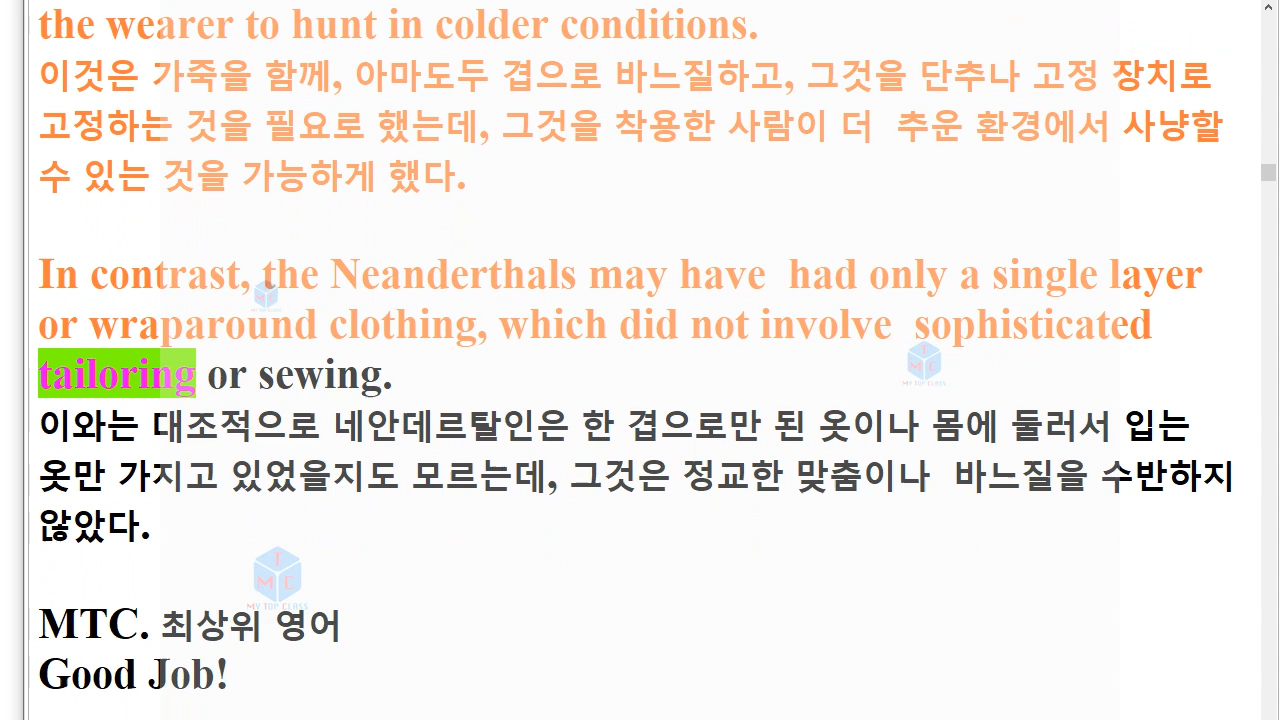 the wearer to hunt in colder conditions.
이것은 가죽을 함께, 아마도두 겹으로 바느질하고, 그것을 단추나 고정 장치로
고정하는 것을 필요로 했는데, 그것을 착용한 사람이 더 추운 환경에서 사냥할
수 있는 것을 가능하게 했다.
In contrast, the Neanderthals may have had only a single layer
or wraparound clothing, which did not involve sophisticated
tailoring or sewing.
이와는 대조적으로 네안데르탈인은 한 겹으로만 된 옷이나 몸에 둘러서 입는
옷만 가지고 있었을지도 모르는데, 그것은 정교한 맞춤이나 바느질을 수반하지
않았다.
T
M C
MY TOP CLASS
T
M C
MY TOP CLASS
T
M C
MY TOP CLASS
MTC. 최상위 영어
Good Job!